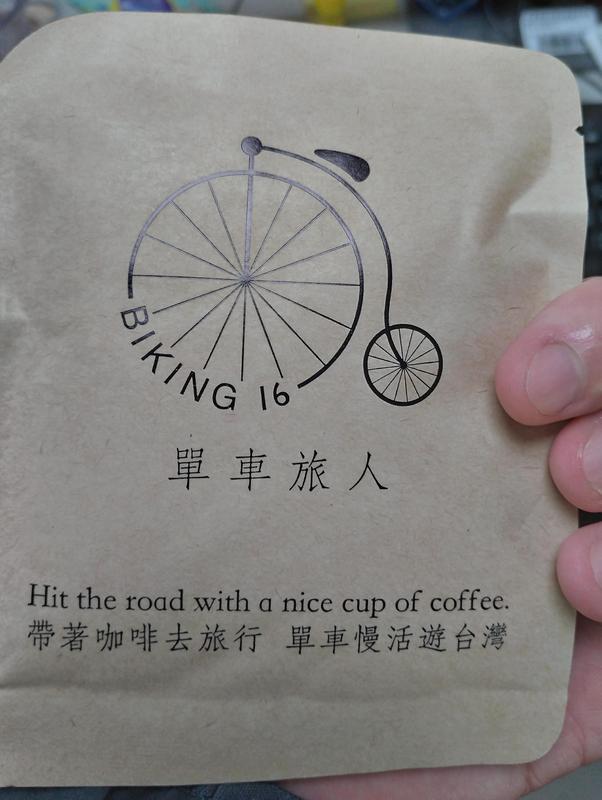 BIKING 16
單車旅人
Hit the road with a nice cup of coffee.
帶著咖啡去旅行 單車慢活遊台灣